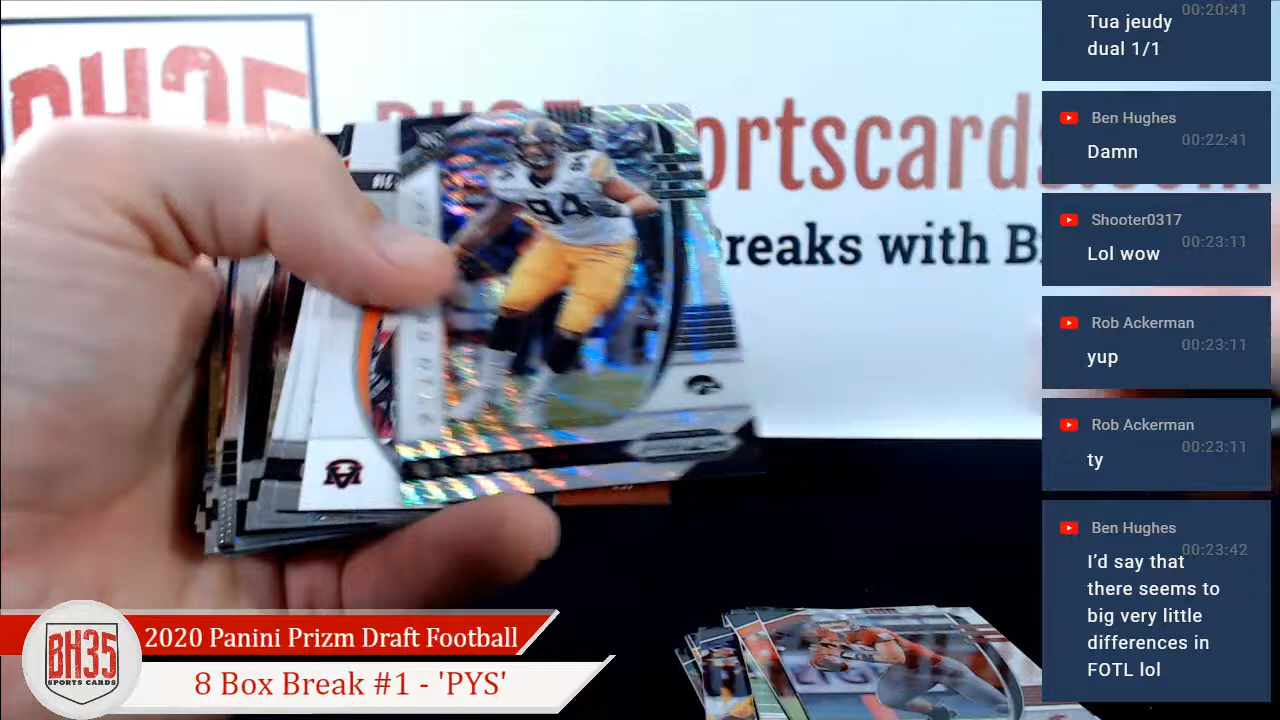 BH35
ortscards.
reaks with B
94
00:20:41
Tua jeudy
dual 1/1
Ben Hughes
00:22:41
Damn
Shooter0317
00:23:11
Lol wow
Rob Ackerman
00:23:11
yup
Rob Ackerman
00:23:11
ty
Ben Hughes
00:23:42
I'd say that
there seems to
big very little
differences in
FOTL lol
BH35
SPORTS CARDS
2020 Panini Prizm Draft Football
8 Box Break #1 - 'PYS'